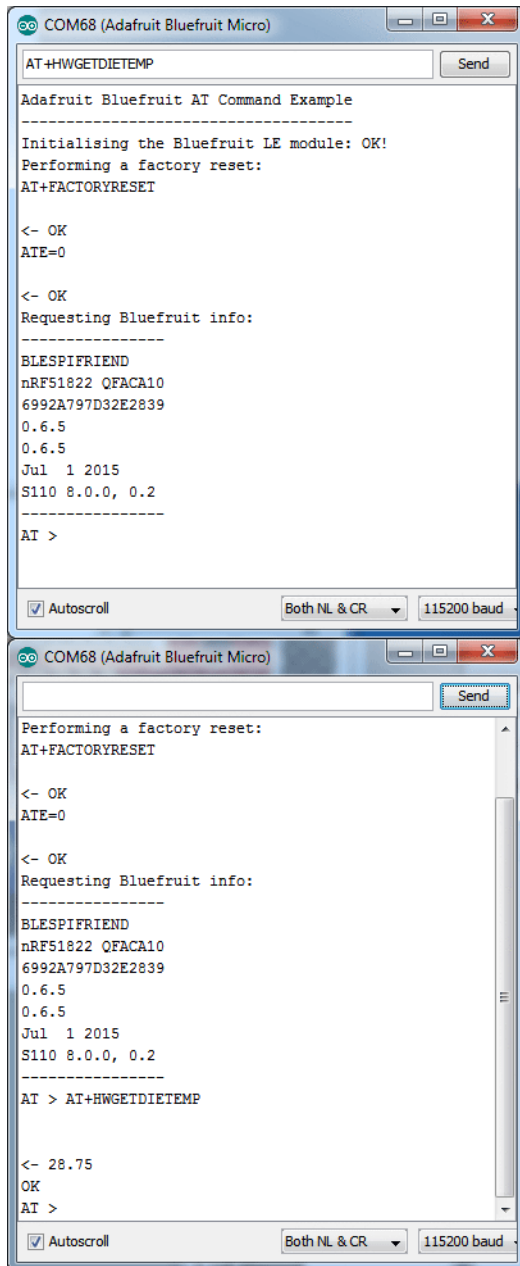 COM68 (Adafruit Bluefruit Micro)
AT+HWGETDIETEMP
Send
Adafruit Bluefruit AT Command Example
-------------------------------------
Initialising the Bluefruit LE module: OK!
Performing a factory reset:
AT+FACTORYRESET
<- OK
ATE=0
<- OK
Requesting Bluefruit info:
----------------
BLESPIFRIEND
nRF51822 QFACA10
6992A797D32E2839
0.6.5
0.6.5
Jul  1 2015
S110 8.0.0, 0.2
----------------
AT >
Autoscroll
Both NL & CR
115200 baud
COM68 (Adafruit Bluefruit Micro)
Send
Performing a factory reset:
AT+FACTORYRESET
<- OK
ATE=0
<- OK
Requesting Bluefruit info:
----------------
BLESPIFRIEND
nRF51822 QFACA10
6992A797D32E2839
0.6.5
0.6.5
Jul  1 2015
S110 8.0.0, 0.2
----------------
AT > AT+HWGETDIETEMP
<- 28.75
OK
AT >
Autoscroll
Both NL & CR
115200 baud